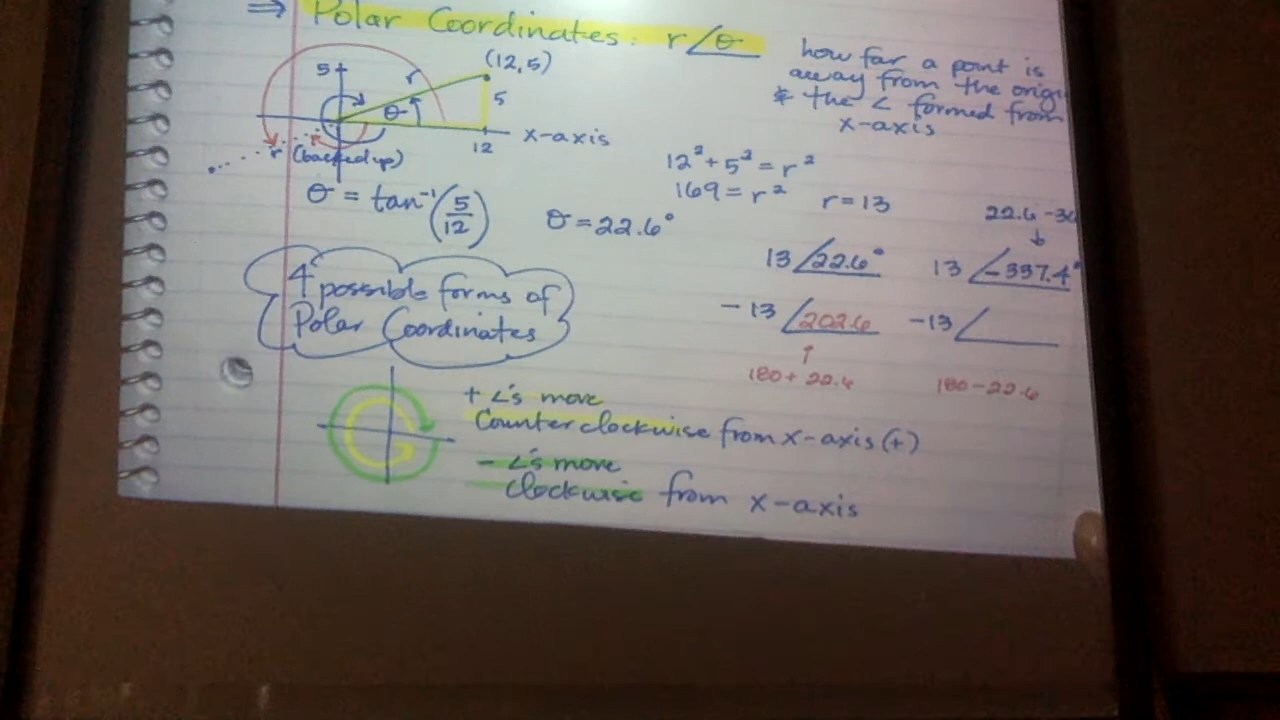 ⇒ Polar Coordinates: r∠θ
how far a point is
away from the origin
& the ∠ formed from
x-axis
(12,5)
5
r
θ
5
x-axis
12
r (backed up)
12² + 5² = r²
169 = r² r = 13
θ = tan⁻¹(5/12) θ = 22.6°
22.6 - 36
13∠22.6° 13∠-337.4°
-13∠202.6 -13∠
↑
180 + 22.6 180 - 22.6
4 possible forms of
Polar Coordinates
+ ∠'s move
Counterclockwise from x-axis (+)
- ∠'s move
clockwise from x-axis